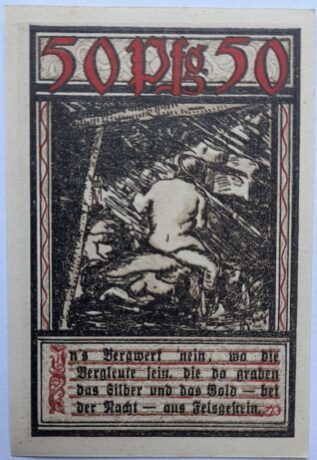 50 Pfg 50
Ins Bergwerk nein, wo die
Bergleute sein, die da graben
das Silber und das Gold — bei
der Nacht — aus Felsgestein.